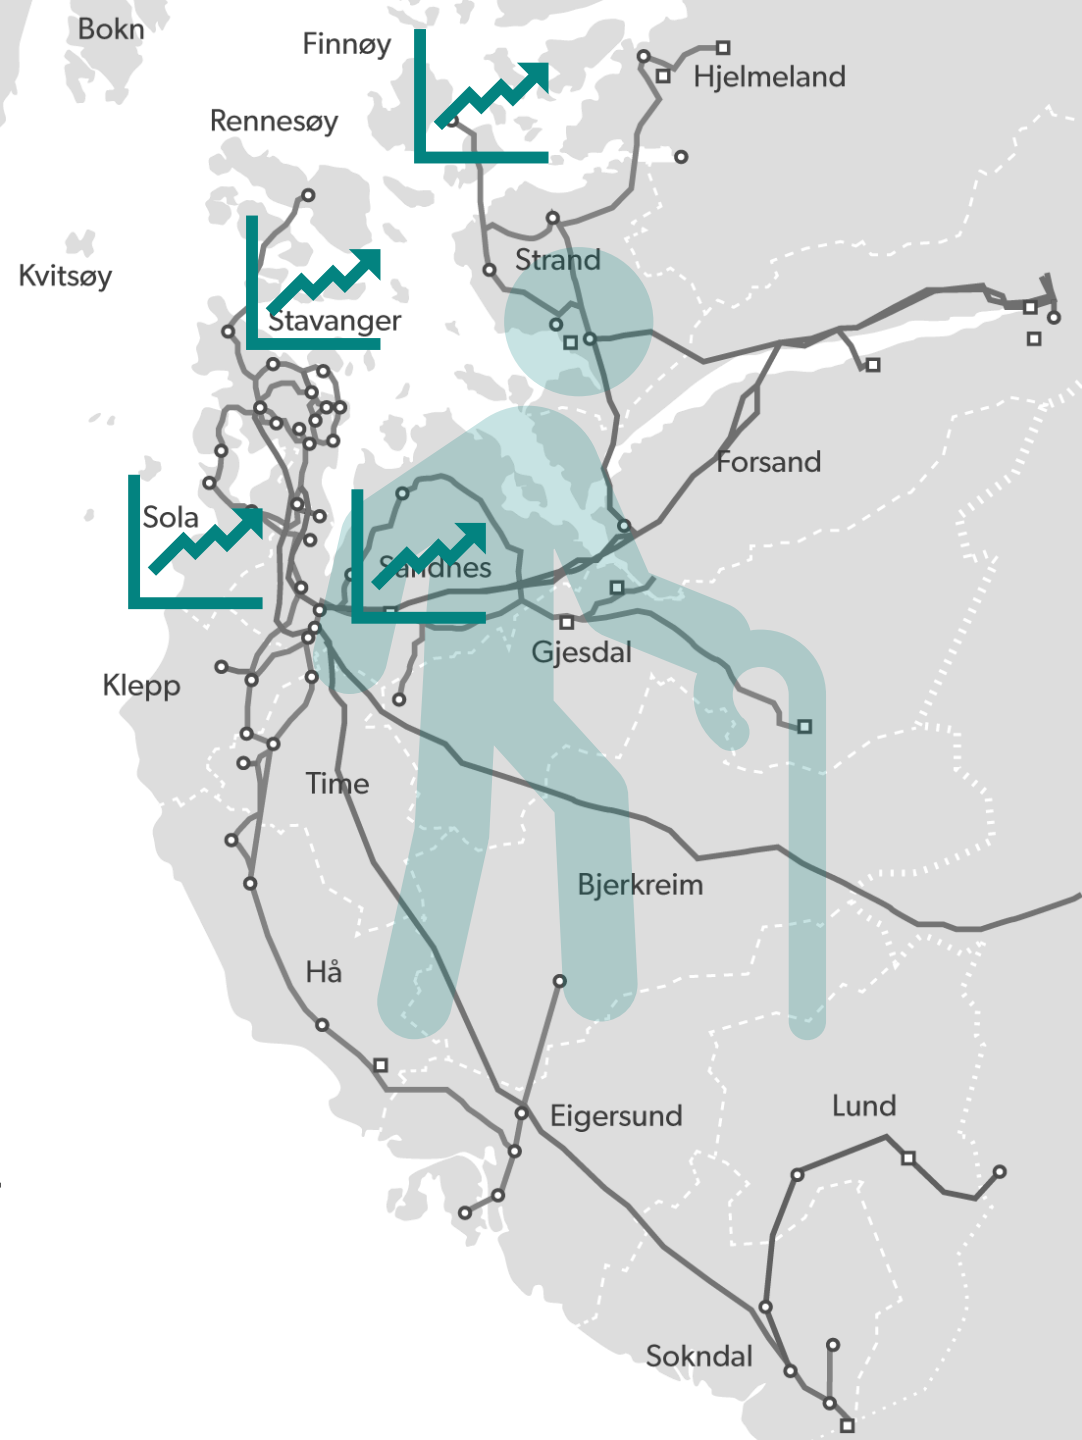 Bokn
Finnøy
Hjelmeland
Rennesøy
Strand
Kvitsøy
Stavanger
Forsand
Sola
Sandnes
Gjesdal
Klepp
Time
Bjerkreim
Hå
Lund
Eigersund
Sokndal